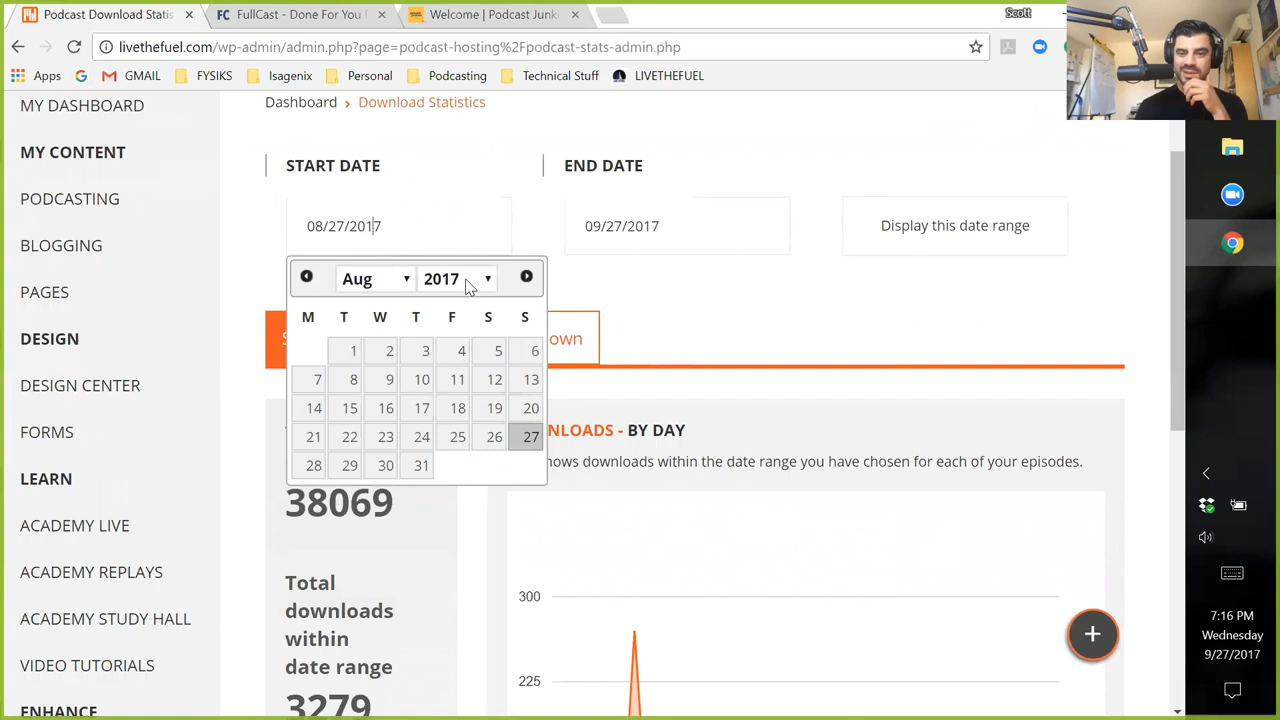 Podcast Download Statis
FullCast - Done For You
Welcome | Podcast Junk
Scott
livethefuel.com/wp-admin/admin.php?page=podcast-hosting%2Fpodcast-stats-admin.php
Apps GMAIL FYSIKS Isagenix Personal Podcasting Technical Stuff LIVETHEFUEL
MY DASHBOARD
MY CONTENT
PODCASTING
BLOGGING
PAGES
DESIGN
DESIGN CENTER
FORMS
LEARN
ACADEMY LIVE
ACADEMY REPLAYS
ACADEMY STUDY HALL
VIDEO TUTORIALS
ENHANCE
Dashboard > Download Statistics
START DATE
END DATE
08/27/2017
09/27/2017
Display this date range
Aug 2017
M T W T F S S
1 2 3 4 5 6
7 8 9 10 11 12 13
14 15 16 17 18 19 20
21 22 23 24 25 26 27
28 29 30 31
own
NLOADS - BY DAY
hows downloads within the date range you have chosen for each of your episodes.
38069
Total
downloads
within
date range
3279
300
225
+
7:16 PM
Wednesday
9/27/2017